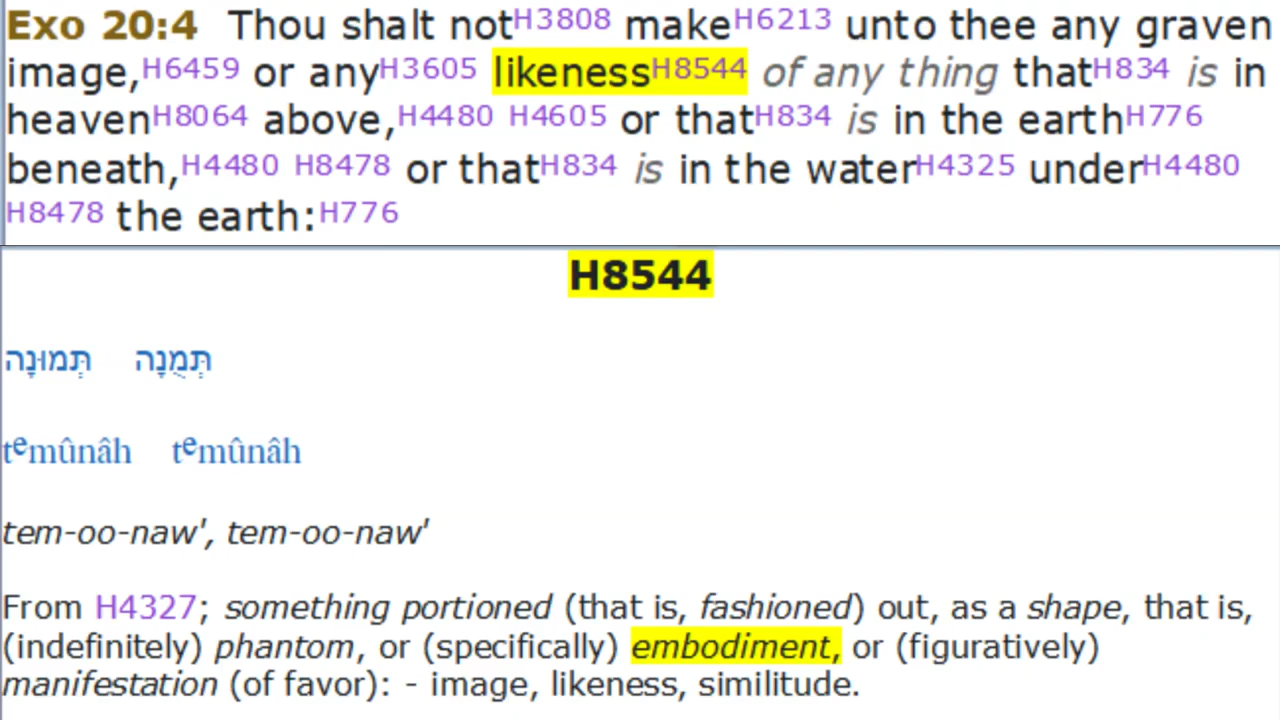 Exo 20:4 Thou shalt notH3808 makeH6213 unto thee any graven
image,H6459 or anyH3605 likenessH8544 of any thing thatH834 is in
heavenH8064 above,H4480 H4605 or thatH834 is in the earthH776
beneath,H4480 H8478 or thatH834 is in the waterH4325 underH4480
H8478 the earth:H776
H8544
תְּמוּנָה תְּמֻנָה
temûnâh temûnâh
tem-oo-naw', tem-oo-naw'
From H4327; something portioned (that is, fashioned) out, as a shape, that is,
(indefinitely) phantom, or (specifically) embodiment, or (figuratively)
manifestation (of favor): - image, likeness, similitude.